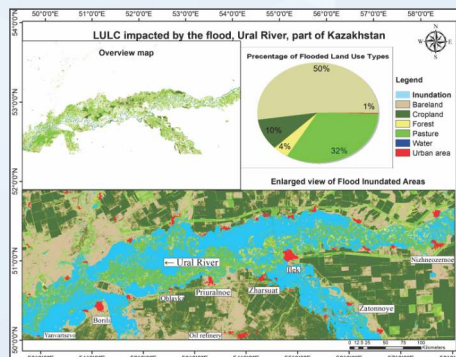 50°0'0"E 51°0'0"E 52°0'0"E 53°0'0"E 54°0'0"E 55°0'0"E 56°0'0"E 57°0'0"E 58°0'0"E
LULC impacted by the flood, Ural River, part of Kazakhstan
N
W E
S
Overview map
Precentage of Flooded Land Use Types
50%
1%
10%
4%
32%
Legend
Inundation
Bareland
Cropland
Forest
Pasture
Water
Urban area
54°0'0"N
53°0'0"N
52°0'0"N
51°0'0"N
50°0'0"N
Enlarged view of Flood Inundated Areas
← Ural River
Ilek
Nizhneozernoe
Priuralnoe
Zharsuat
Borili
Zatonnoye
Yanvartsevo
Oil refinery
Kilometers